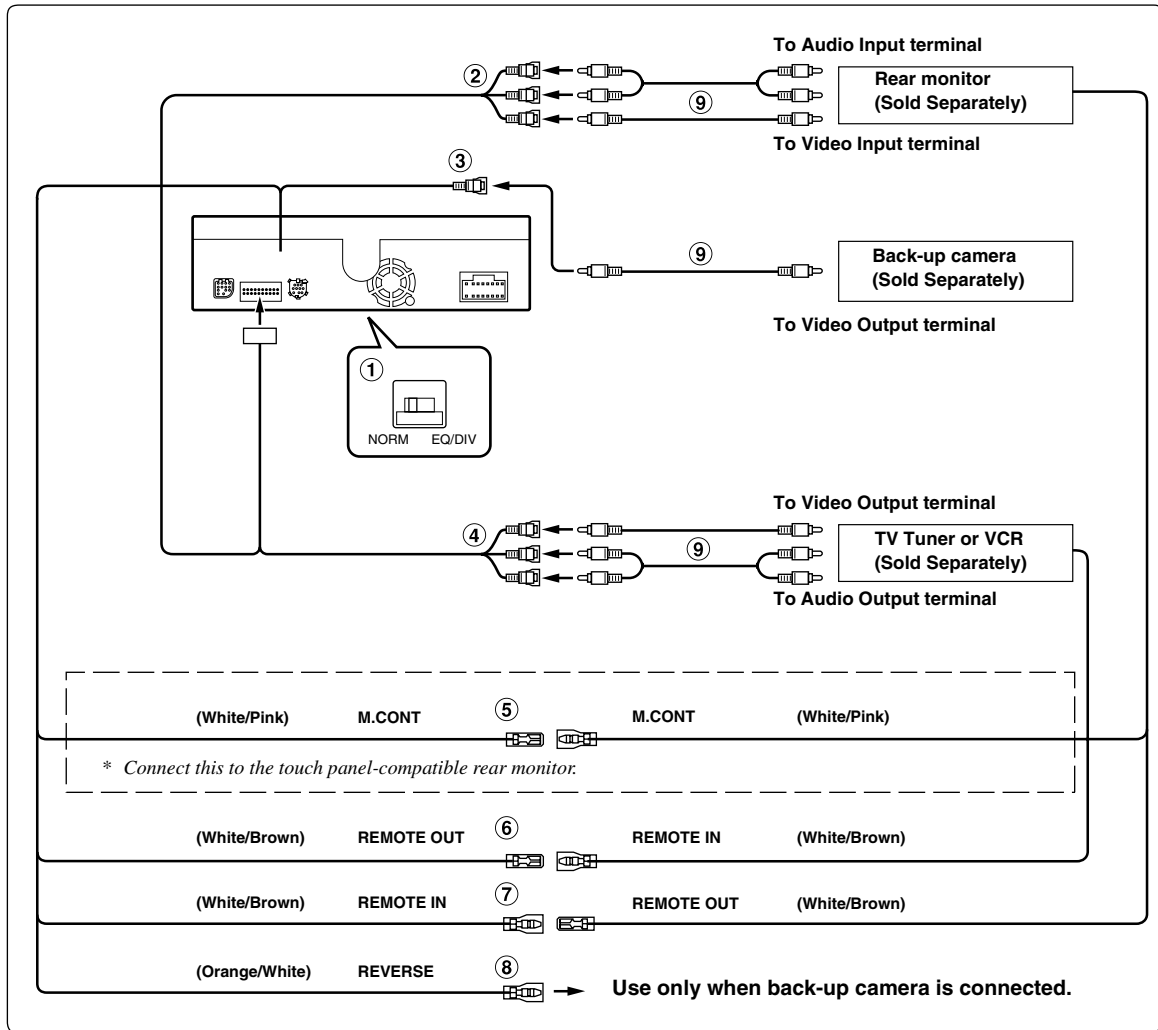 To Audio Input terminal
②
Rear monitor
(Sold Separately)
⑨
To Video Input terminal
③
⑨
Back-up camera
(Sold Separately)
To Video Output terminal
①
NORM EQ/DIV
To Video Output terminal
④
⑨
TV Tuner or VCR
(Sold Separately)
To Audio Output terminal
(White/Pink) M.CONT ⑤ M.CONT (White/Pink)
* Connect this to the touch panel-compatible rear monitor.
(White/Brown) REMOTE OUT ⑥ REMOTE IN (White/Brown)
(White/Brown) REMOTE IN ⑦ REMOTE OUT (White/Brown)
(Orange/White) REVERSE ⑧
Use only when back-up camera is connected.